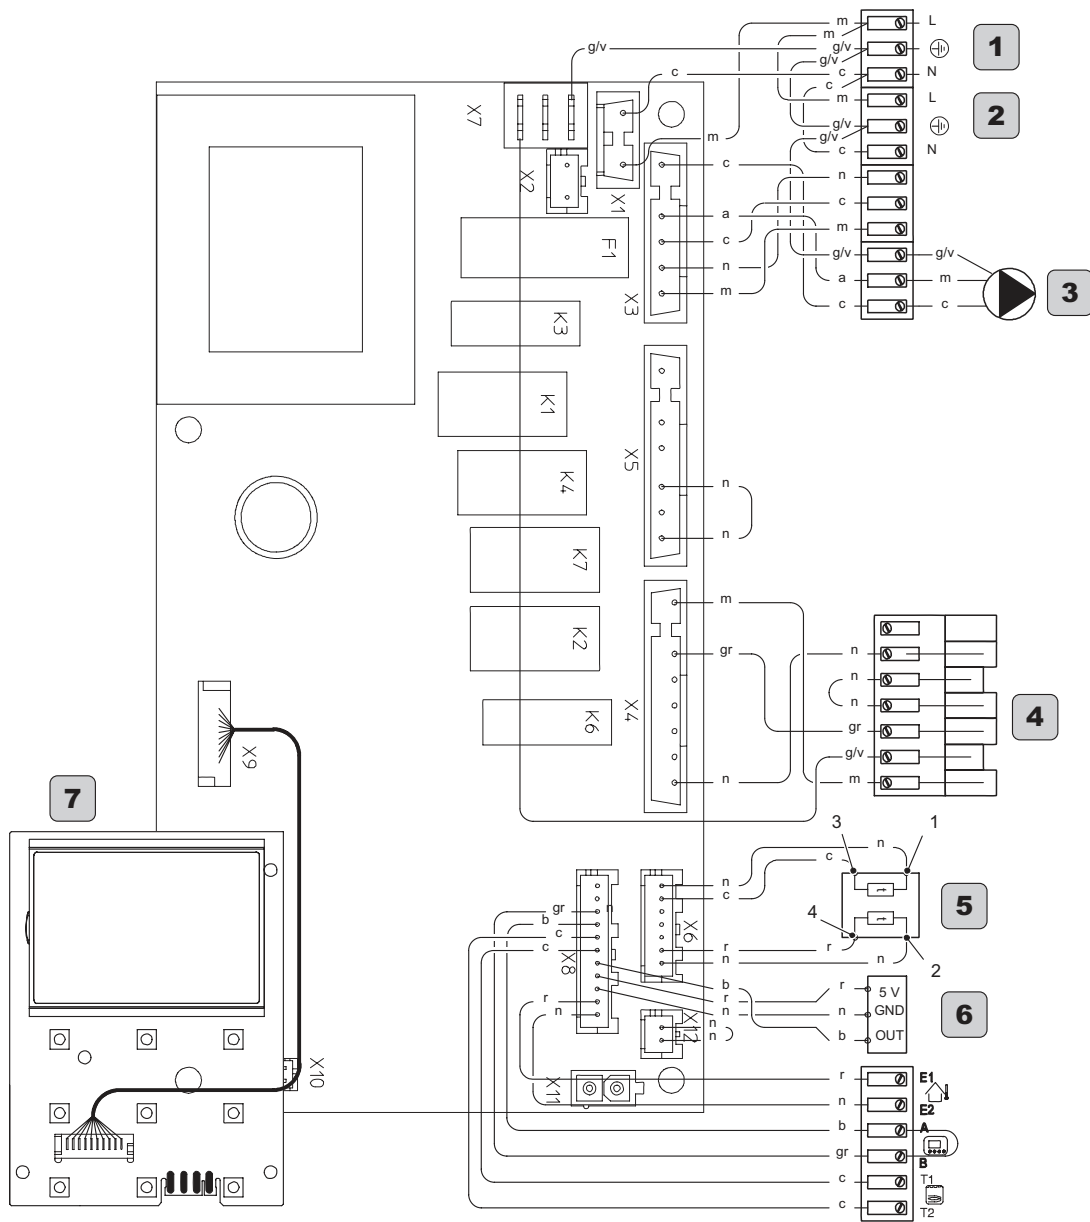 m L
m
g/v g/v 1
g/v
c c N
c
X7 m L
m g/v 2
g/v
c N
X2 c n
X1
a c
F1 c m
n g/v g/v
m a m 3
X3 c c
K3
K1
X5
K4 n
n
K7
m
K2 gr n
n
X4 n 4
K6 gr
g/v
X9 n m
7
3 1
n
c
n
gr n c 5
b
c X6 4
c r r
X8 n n
2
b r 5 V
r n GND 6
r n
n n b OUT
X12 n
X10
X11 r E1
n E2
b A
gr B
c T1
c T2